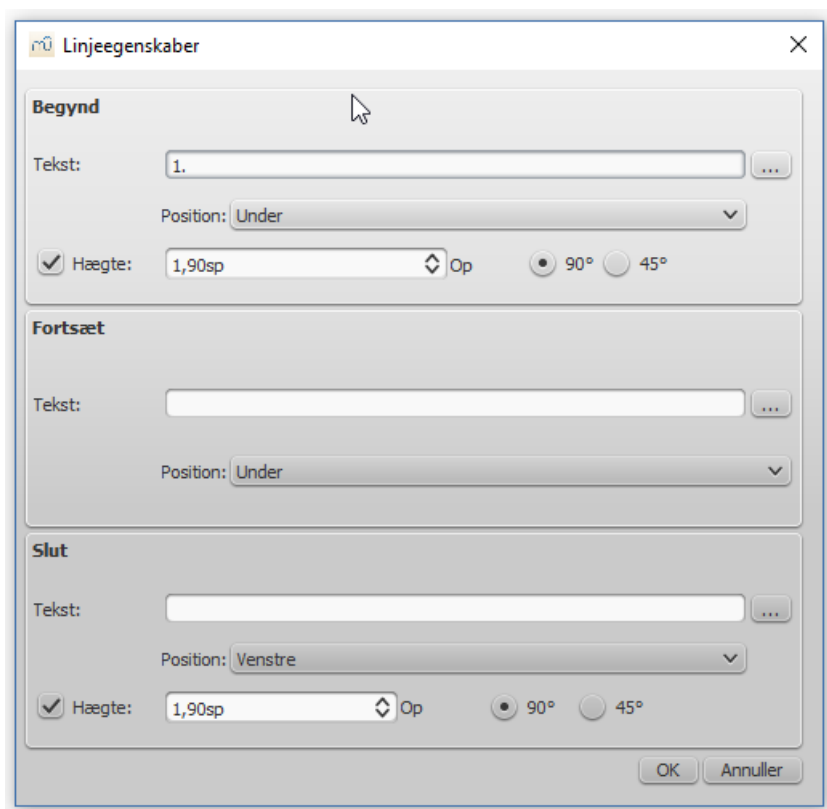 mû Linjeegenskaber
Begynd
Tekst: 1. ...
Position: Under
Hægte: 1,90sp Op 90° 45°
Fortsæt
Tekst: ...
Position: Under
Slut
Tekst: ...
Position: Venstre
Hægte: 1,90sp Op 90° 45°
OK Annuller